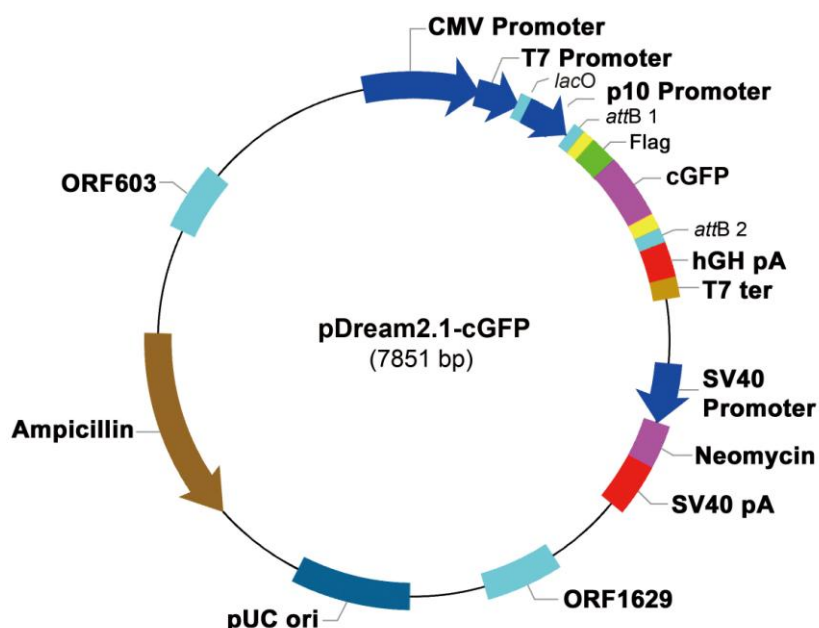 CMV Promoter
T7 Promoter
lacO
p10 Promoter
attB 1
Flag
cGFP
attB 2
hGH pA
T7 ter
SV40
Promoter
Neomycin
SV40 pA
ORF1629
pUC ori
Ampicillin
ORF603
pDream2.1-cGFP
(7851 bp)